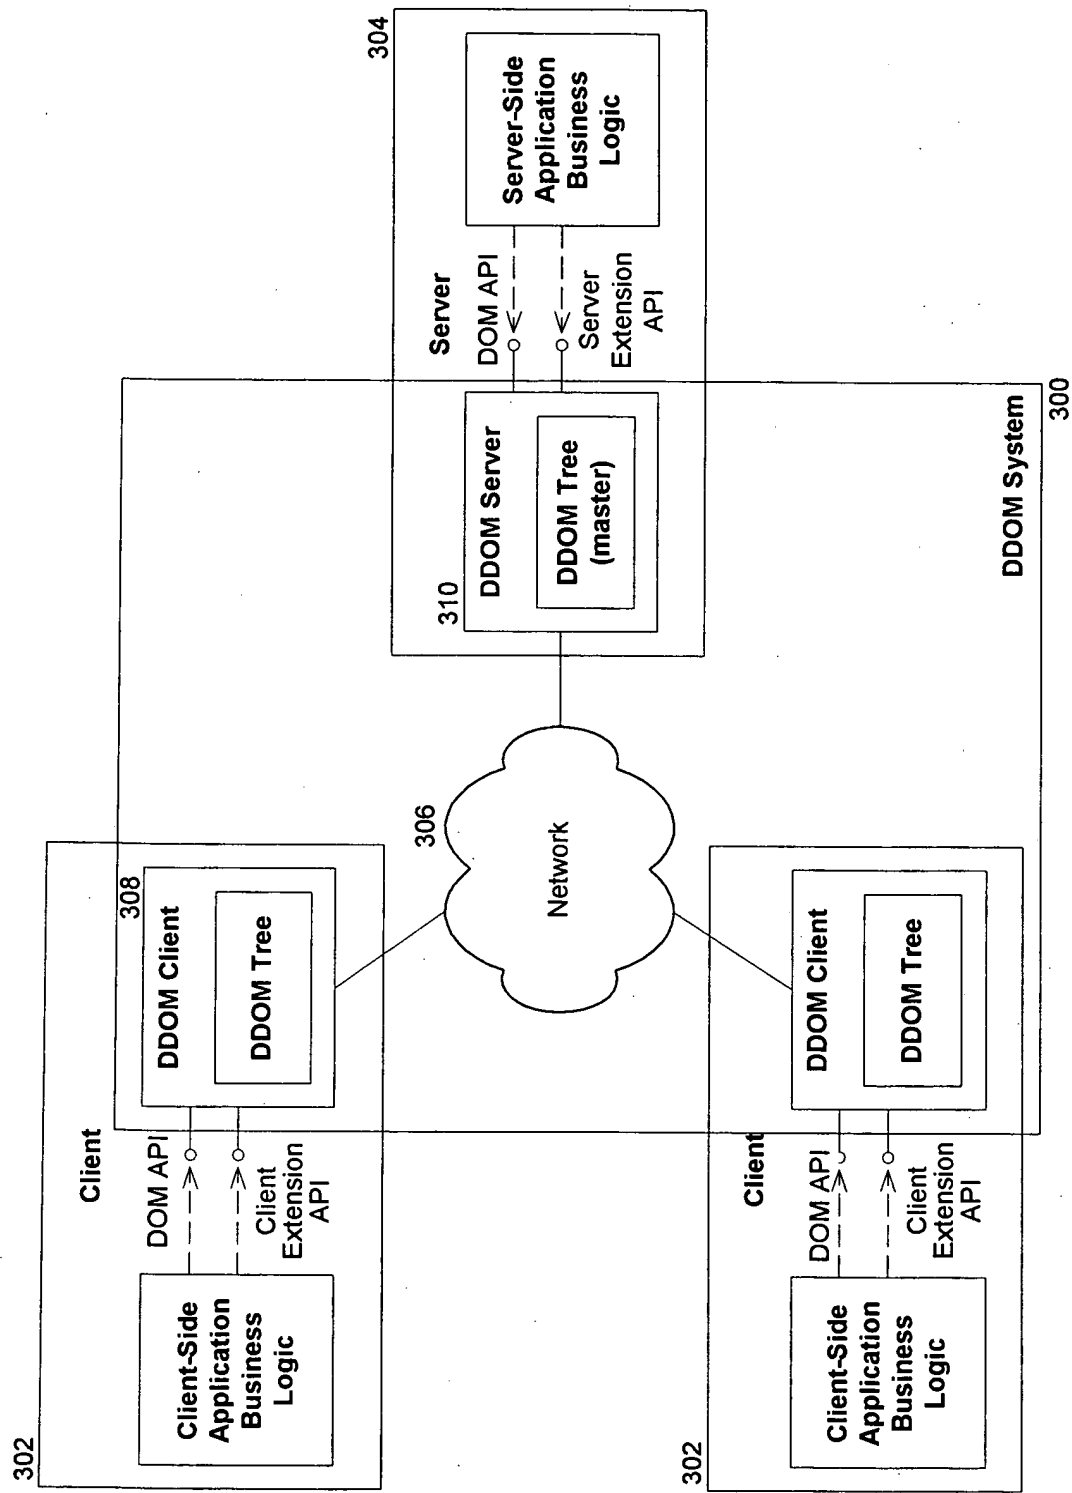 302
Client
Client-Side
Application
Business
Logic
DOM API
Client
Extension
API
308
DDOM Client
DDOM Tree
306
Network
310
DDOM Server
DDOM Tree
(master)
Server
304
DOM API
Server
Extension
API
Server-Side
Application
Business
Logic
302
Client
Client-Side
Application
Business
Logic
DOM API
Client
Extension
API
DDOM Client
DDOM Tree
DDOM System
300